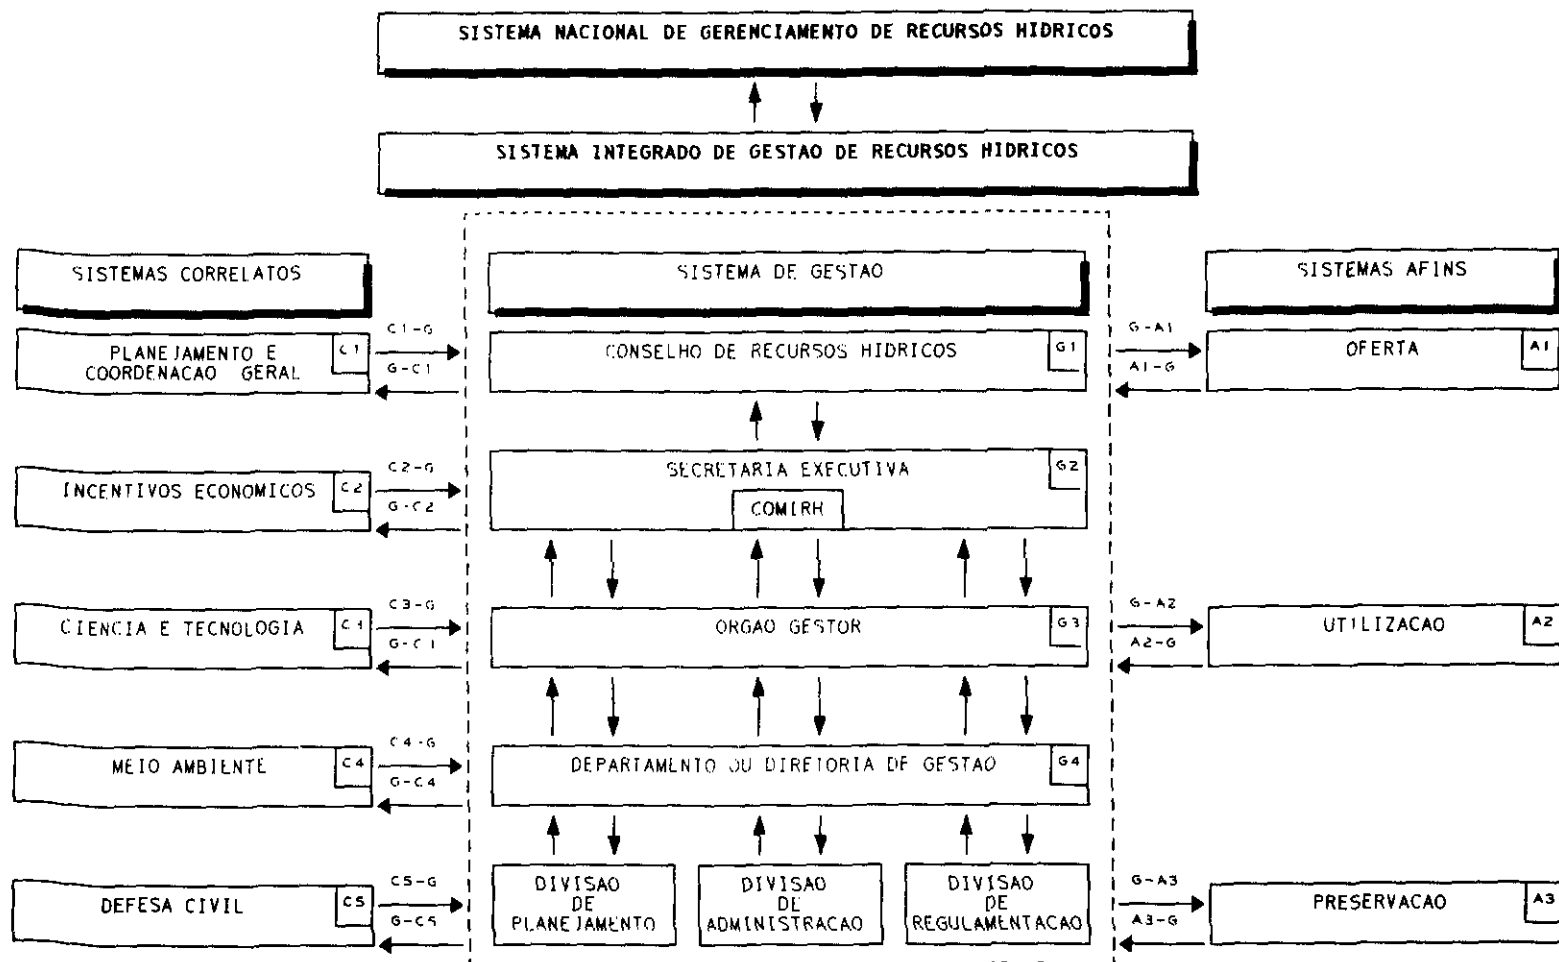 SISTEMA NACIONAL DE GERENCIAMENTO DE RECURSOS HIDRICOS
SISTEMA INTEGRADO DE GESTAO DE RECURSOS HIDRICOS
SISTEMAS CORRELATOS
SISTEMA DE GESTAO
SISTEMAS AFINS
PLANEJAMENTO E
COORDENACAO GERAL
C1
C1-G
G-C1
CONSELHO DE RECURSOS HIDRICOS
G1
G-A1
A1-G
OFERTA
A1
INCENTIVOS ECONOMICOS
C2
C2-G
G-C2
SECRETARIA EXECUTIVA
G2
COMIRH
CIENCIA E TECNOLOGIA
C1
C3-G
G-C1
ORGAO GESTOR
G3
G-A2
A2-G
UTILIZACAO
A2
MEIO AMBIENTE
C4
C4-G
G-C4
DEPARTAMENTO OU DIRETORIA DE GESTAO
G4
DEFESA CIVIL
C5
C5-G
G-C5
DIVISAO
DE
PLANEJAMENTO
DIVISAO
DE
ADMINISTRACAO
DIVISAO
DE
REGULAMENTACAO
G-A3
A3-G
PRESERVACAO
A3